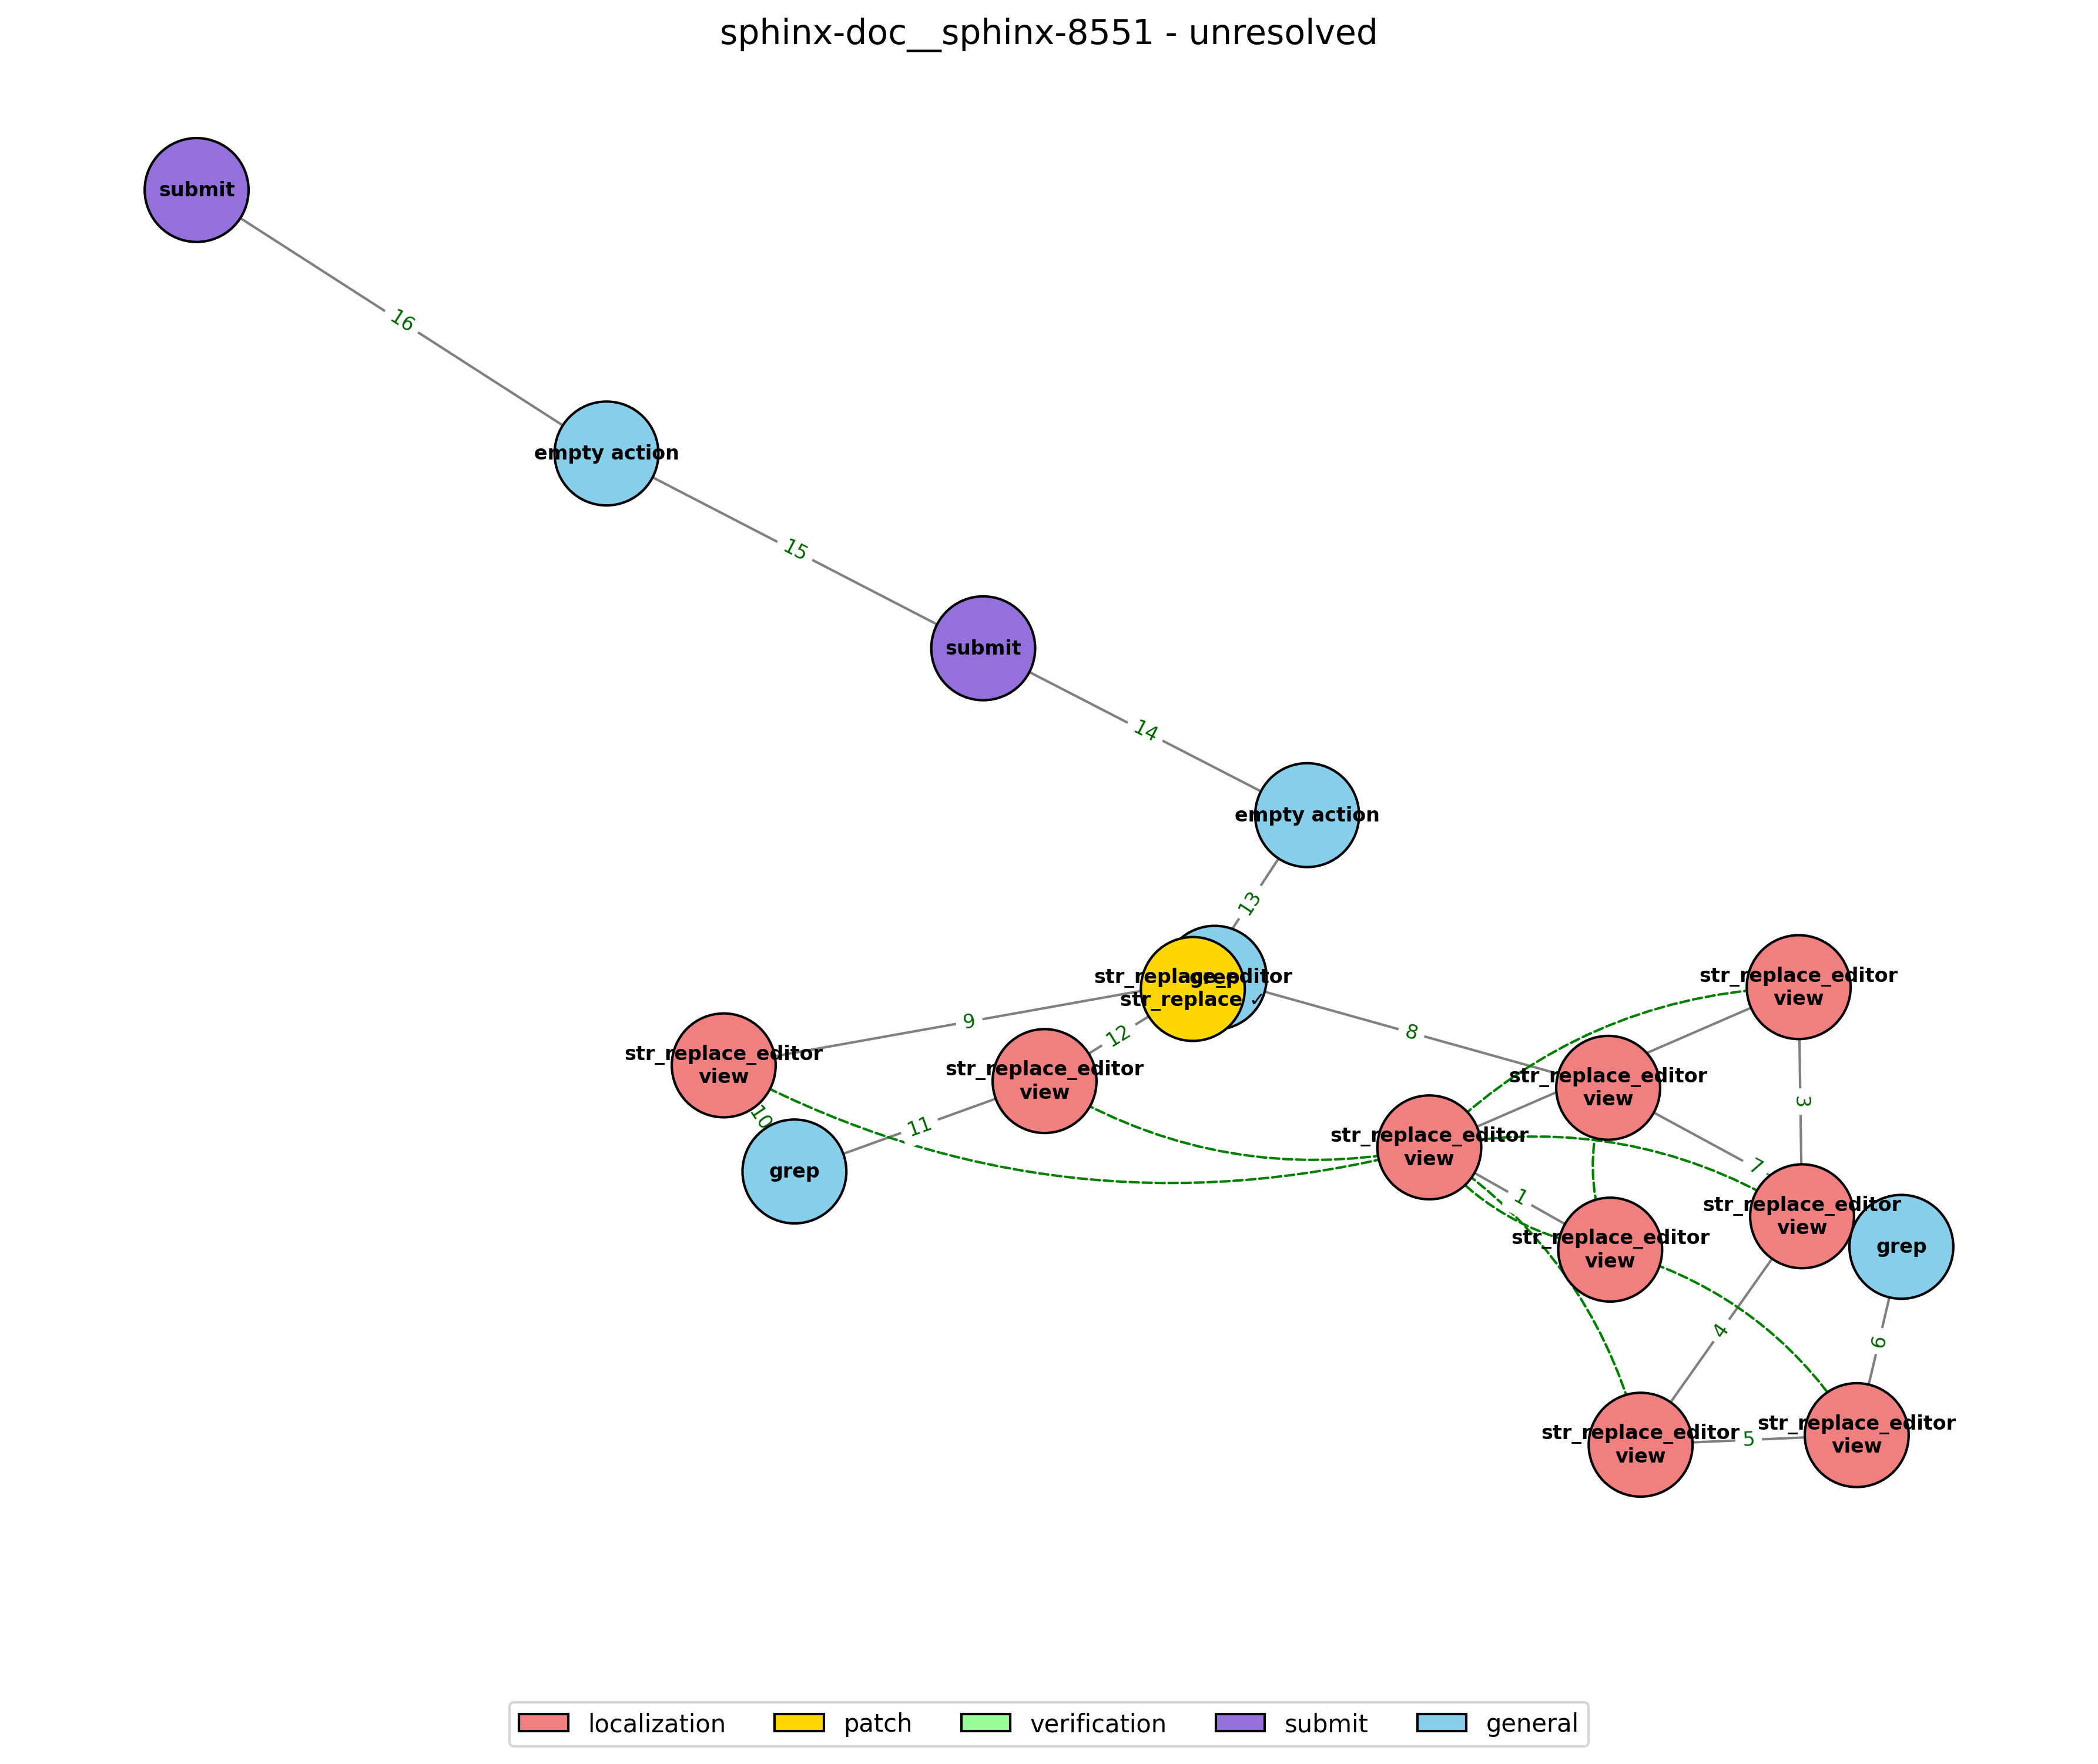 sphinx-doc__sphinx-8551 - unresolved
submit
16
empty action
15
submit
14
empty action
13
grep
str_replace_editor
str_replace ✓
str_replace_editor
view
9
12
8
str_replace_editor
view
str_replace_editor
view
str_replace_editor
view
10
11
3
grep
str_replace_editor
view
1
7
str_replace_editor
view
str_replace_editor
view
grep
4
6
str_replace_editor
view
5
str_replace_editor
view
localization
patch
verification
submit
general